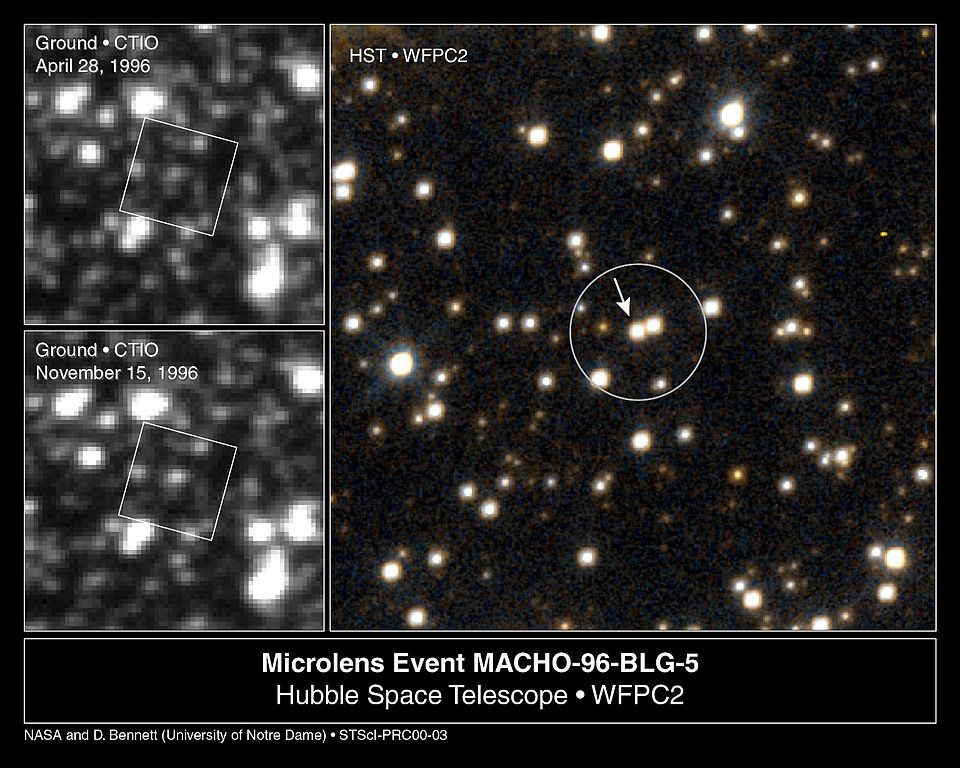 Ground • CTIO
April 28, 1996
Ground • CTIO
November 15, 1996
HST • WFPC2
Microlens Event MACHO-96-BLG-5
Hubble Space Telescope • WFPC2
NASA and D. Bennett (University of Notre Dame) • STScI-PRC00-03